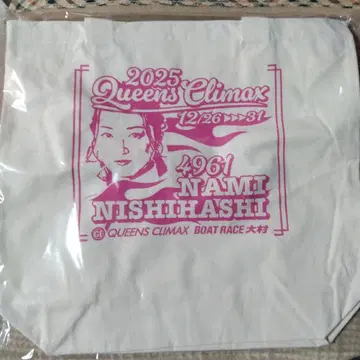 2025
Queens Climax
12/26 >>> 31
4961
NAMI
NISHIHASHI
QUEENS CLIMAX BOAT RACE 大村